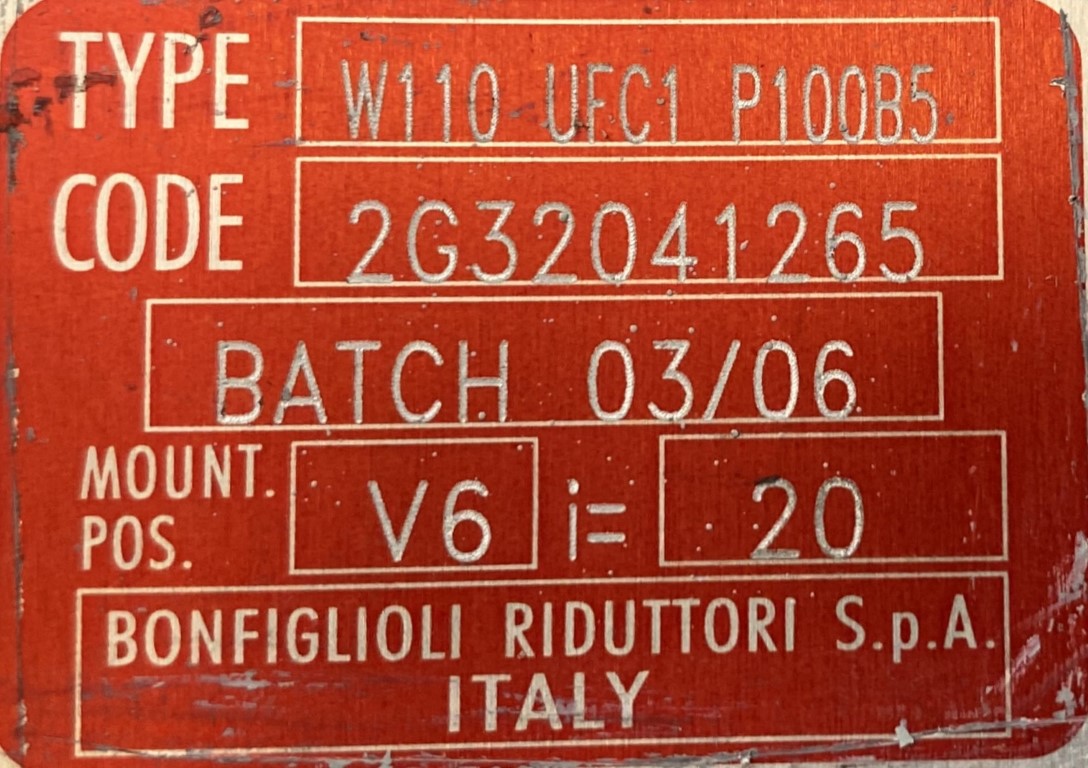 TYPE W110 UFC1 P100B5
CODE 2G32041265
BATCH 03/06
MOUNT. POS. V6 i= 20
BONFIGLIOLI RIDUTTORI S.p.A.
ITALY